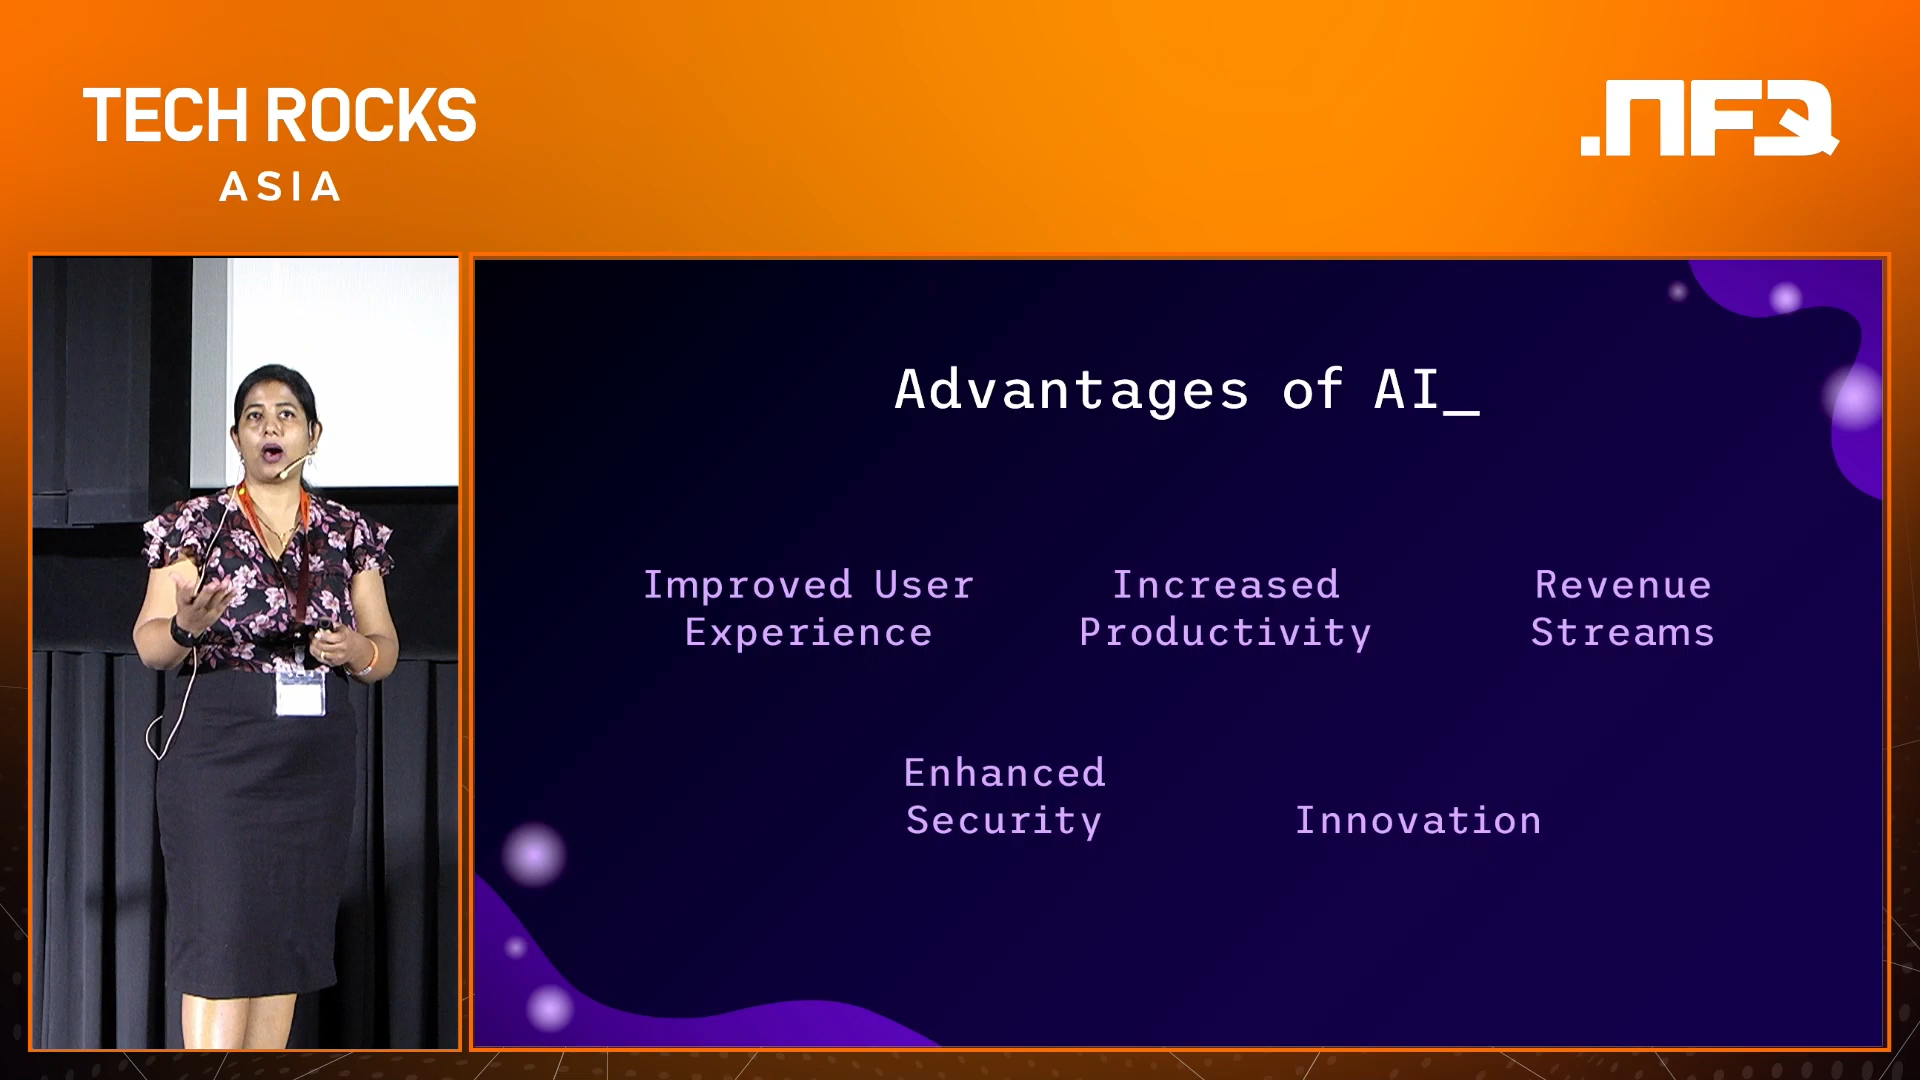 TECH ROCKS
ASIA
.NFQ
Advantages of AI_
Improved User
Experience
Increased
Productivity
Revenue
Streams
Enhanced
Security
Innovation